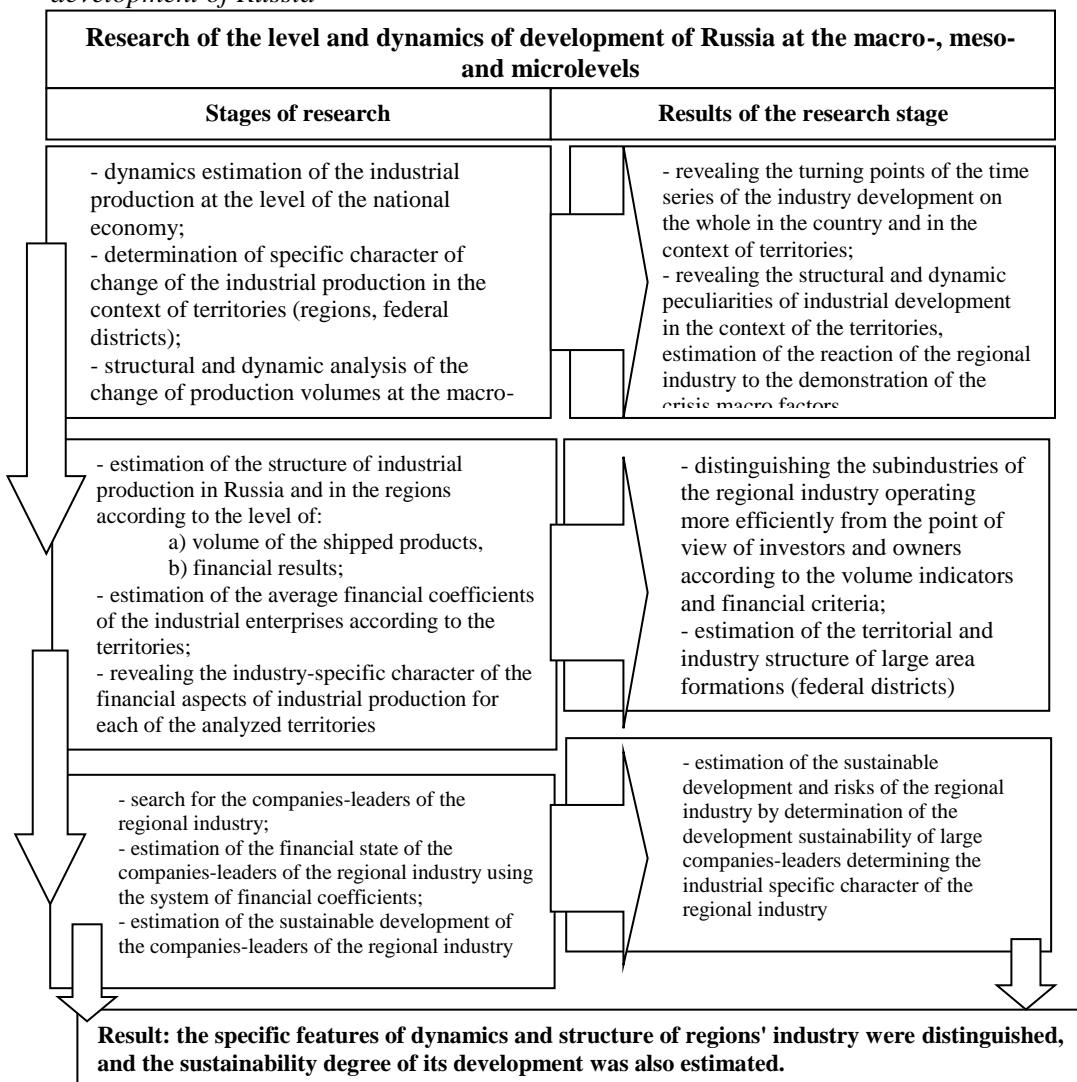 development of Russia
Research of the level and dynamics of development of Russia at the macro-, meso-
and microlevels
Stages of research
Results of the research stage
- dynamics estimation of the industrial
production at the level of the national
economy;
- determination of specific character of
change of the industrial production in the
context of territories (regions, federal
districts);
- structural and dynamic analysis of the
change of production volumes at the macro-
- revealing the turning points of the time
series of the industry development on
the whole in the country and in the
context of territories;
- revealing the structural and dynamic
peculiarities of industrial development
in the context of the territories,
estimation of the reaction of the regional
industry to the demonstration of the
crisis macro factors
- estimation of the structure of industrial
production in Russia and in the regions
according to the level of:
a) volume of the shipped products,
b) financial results;
- estimation of the average financial coefficients
of the industrial enterprises according to the
territories;
- revealing the industry-specific character of the
financial aspects of industrial production for
each of the analyzed territories
- distinguishing the subindustries of
the regional industry operating
more efficiently from the point of
view of investors and owners
according to the volume indicators
and financial criteria;
- estimation of the territorial and
industry structure of large area
formations (federal districts)
- search for the companies-leaders of the
regional industry;
- estimation of the financial state of the
companies-leaders of the regional industry using
the system of financial coefficients;
- estimation of the sustainable development of
the companies-leaders of the regional industry
- estimation of the sustainable
development and risks of the regional
industry by determination of the
development sustainability of large
companies-leaders determining the
industrial specific character of the
regional industry
Result: the specific features of dynamics and structure of regions' industry were distinguished,
and the sustainability degree of its development was also estimated.